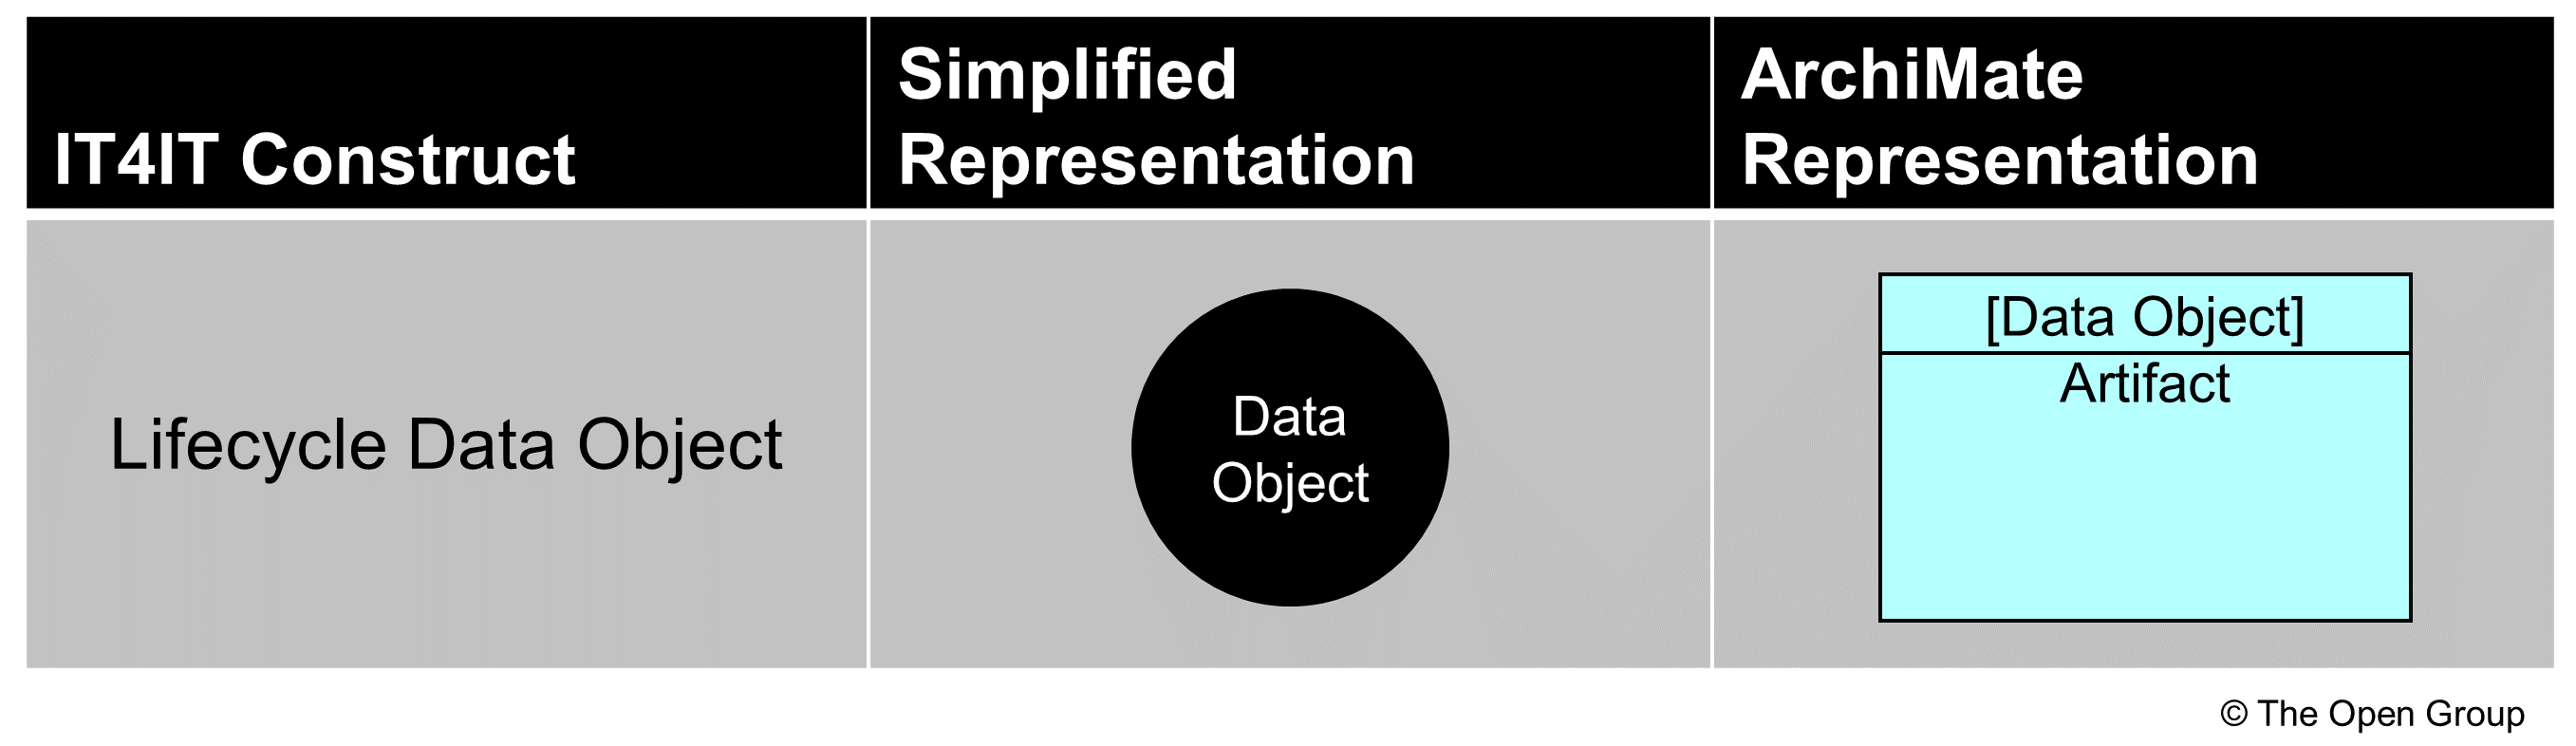 IT4IT Construct
Simplified
Representation
ArchiMate
Representation
Lifecycle Data Object
Data
Object
[Data Object]
Artifact
© The Open Group